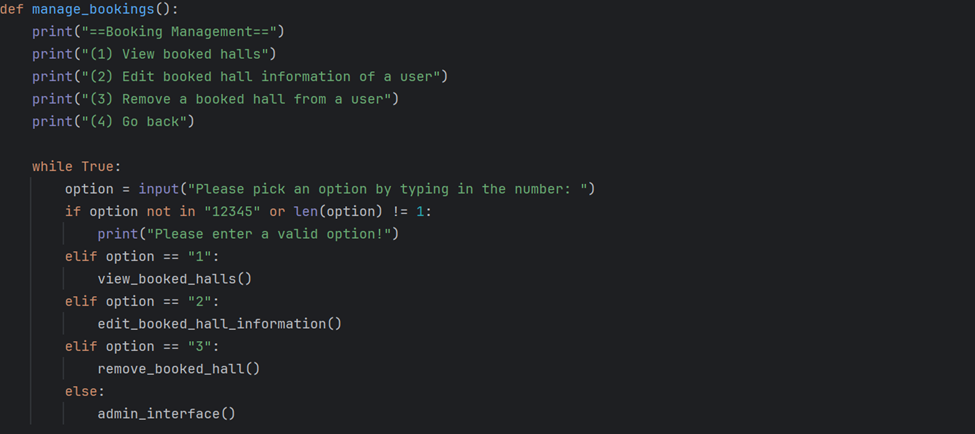 def manage_bookings():
    print("==Booking Management==")
    print("(1) View booked halls")
    print("(2) Edit booked hall information of a user")
    print("(3) Remove a booked hall from a user")
    print("(4) Go back")
    while True:
        option = input("Please pick an option by typing in the number: ")
        if option not in "12345" or len(option) != 1:
            print("Please enter a valid option!")
        elif option == "1":
            view_booked_halls()
        elif option == "2":
            edit_booked_hall_information()
        elif option == "3":
            remove_booked_hall()
        else:
            admin_interface()